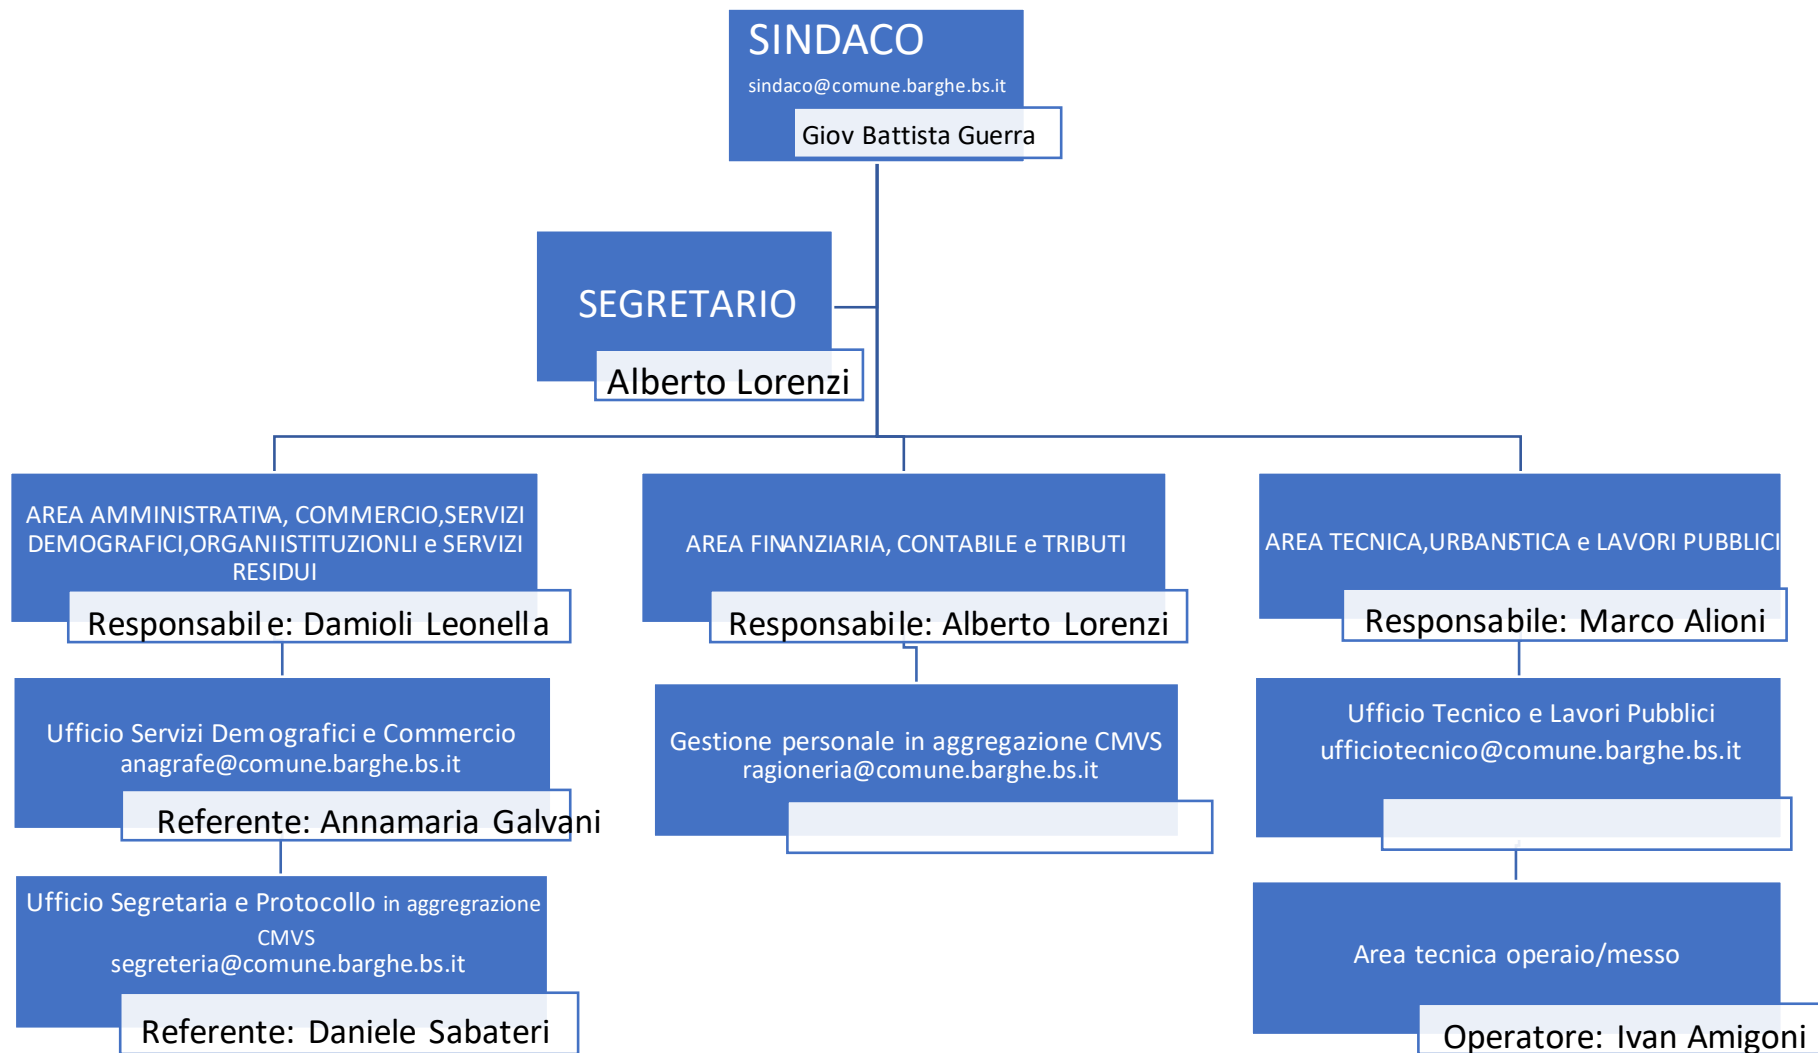 SINDACO
sindaco@comune.barghe.bs.it
Giov Battista Guerra
SEGRETARIO
Alberto Lorenzi
AREA AMMINISTRATIVA, COMMERCIO,SERVIZI
DEMOGRAFICI,ORGANI ISTITUZIONLI e SERVIZI
RESIDUI
Responsabile: Damioli Leonella
AREA FINANZIARIA, CONTABILE e TRIBUTI
Responsabile: Alberto Lorenzi
AREA TECNICA,URBANISTICA e LAVORI PUBBLICI
Responsabile: Marco Alioni
Ufficio Servizi Demografici e Commercio
anagrafe@comune.barghe.bs.it
Referente: Annamaria Galvani
Gestione personale in aggregazione CMVS
ragioneria@comune.barghe.bs.it
Ufficio Tecnico e Lavori Pubblici
ufficiotecnico@comune.barghe.bs.it
Ufficio Segretaria e Protocollo in aggregrazione
CMVS
segreteria@comune.barghe.bs.it
Referente: Daniele Sabateri
Area tecnica operaio/messo
Operatore: Ivan Amigoni